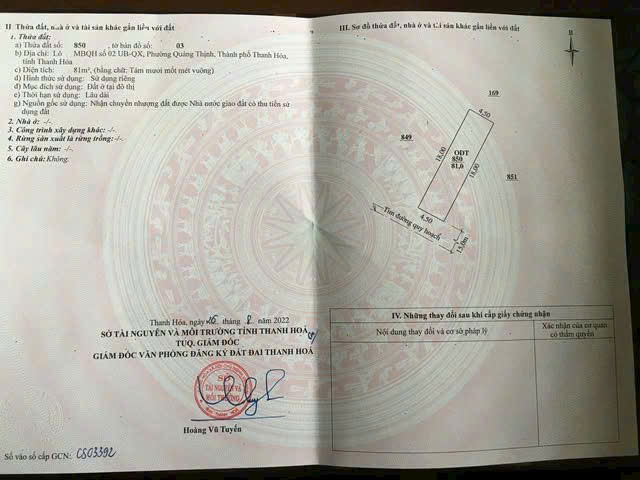 II Thửa đất, nhà ở và tài sản khác gắn liền với đất
1. Thửa đất:
a) Thửa đất số: 850 , tờ bản đồ số: 03
b) Địa chỉ: Lô MBQH số 02 UB-QX, Phường Quảng Thịnh, Thành phố Thanh Hóa,
tỉnh Thanh Hóa
c) Diện tích: 81m², (bằng chữ: Tám mươi mốt mét vuông)
d) Hình thức sử dụng: Sử dụng riêng
đ) Mục đích sử dụng: Đất ở tại đô thị
e) Thời hạn sử dụng: Lâu dài
g) Nguồn gốc sử dụng: Nhận chuyển nhượng đất được Nhà nước giao đất có thu tiền sử
dụng đất
2. Nhà ở: -/-
3. Công trình xây dựng khác: -/-
4. Rừng sản xuất là rừng trồng: -/-
5. Cây lâu năm: -/-
6. Ghi chú: Không.
Thanh Hóa, ngày 16 tháng 8 năm 2022
SỞ TÀI NGUYÊN VÀ MÔI TRƯỜNG TỈNH THANH HOÁ
TUQ. GIÁM ĐỐC
GIÁM ĐỐC VĂN PHÒNG ĐĂNG KÝ ĐẤT ĐAI THANH HOÁ
SỞ
TÀI NGUYÊN VÀ
MÔI TRƯỜNG
Hoàng Vũ Tuyến
Số vào sổ cấp GCN: CS03392
III. Sơ đồ thửa đất, nhà ở và tài sản khác gắn liền với đất
B
169
4.50
849
18.00
ODT
850
81,0
18.00
851
4.50
Tim đường quy hoạch
15.0m
IV. Những thay đổi sau khi cấp giấy chứng nhận
Nội dung thay đổi và cơ sở pháp lý
Xác nhận của cơ quan
có thẩm quyền